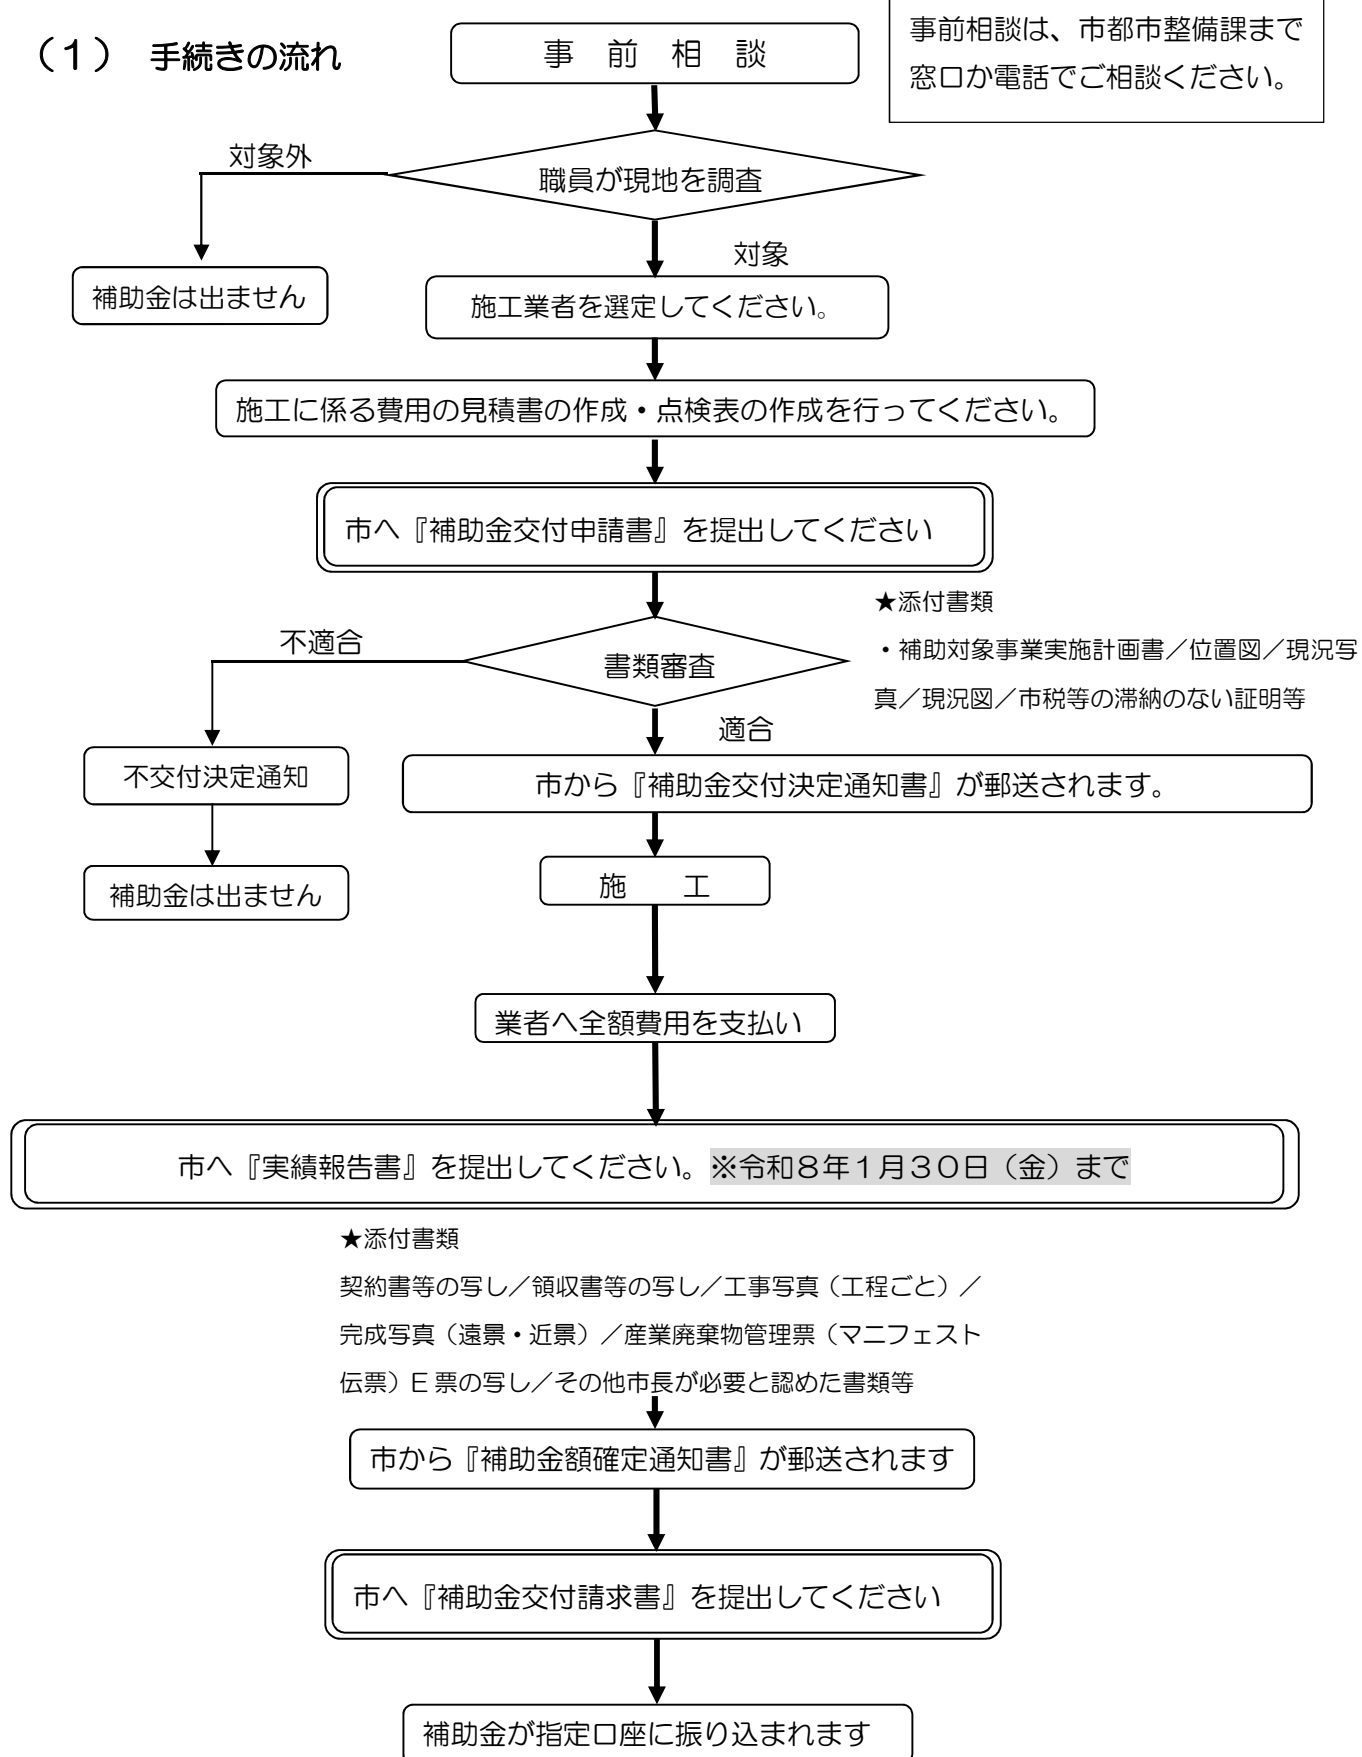 （１） 手続きの流れ
事 前 相 談
事前相談は、市都市整備課まで
窓口か電話でご相談ください。
対象外
職員が現地を調査
対象
補助金は出ません
施工業者を選定してください。
施工に係る費用の見積書の作成・点検表の作成を行ってください。
市へ『補助金交付申請書』を提出してください
★添付書類
・補助対象事業実施計画書／位置図／現況写
真／現況図／市税等の滞納のない証明等
不適合
書類審査
適合
不交付決定通知
市から『補助金交付決定通知書』が郵送されます。
補助金は出ません
施 工
業者へ全額費用を支払い
市へ『実績報告書』を提出してください。※令和８年１月３０日（金）まで
★添付書類
契約書等の写し／領収書等の写し／工事写真（工程ごと）／
完成写真（遠景・近景）／産業廃棄物管理票（マニフェスト
伝票）E 票の写し／その他市長が必要と認めた書類等
市から『補助金額確定通知書』が郵送されます
市へ『補助金交付請求書』を提出してください
補助金が指定口座に振り込まれます